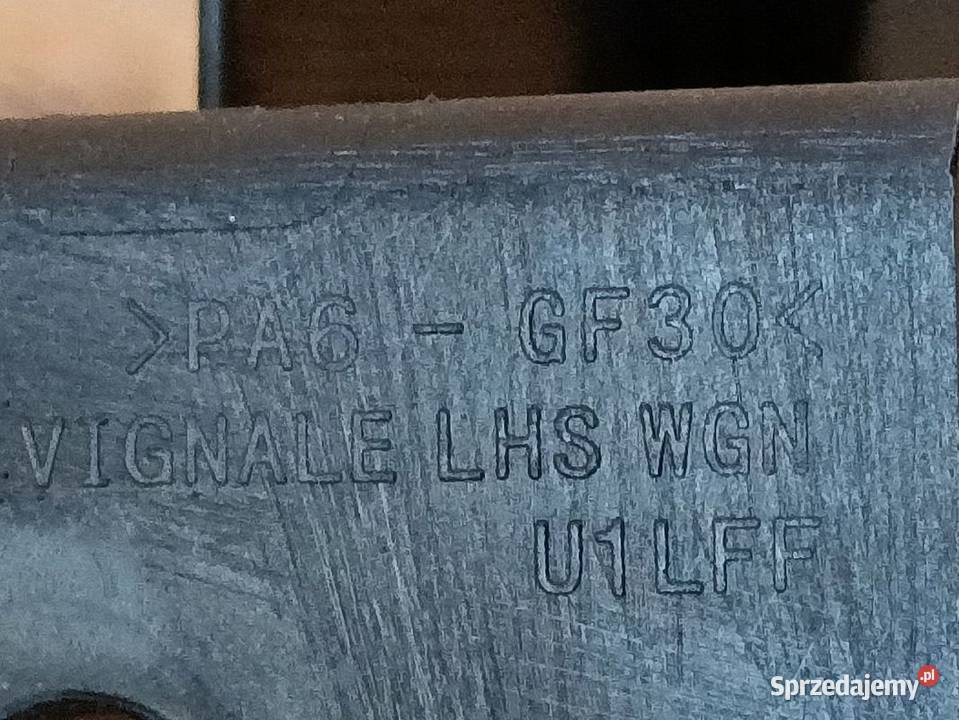 >PA6 - GF30<
VIGNALE LHS WGN
U1LFF
Sprzedajemy.pl